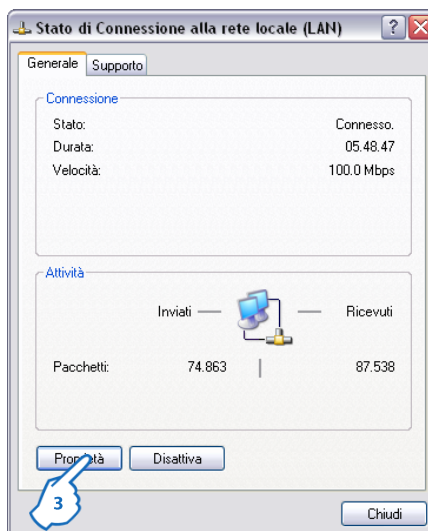 Stato di Connessione alla rete locale (LAN)
Generale Supporto
Connessione
Stato: Connesso.
Durata: 05.48.47
Velocità: 100.0 Mbps
Attività
Inviati Ricevuti
Pacchetti: 74.863 87.538
Proprietà Disattiva
3
Chiudi